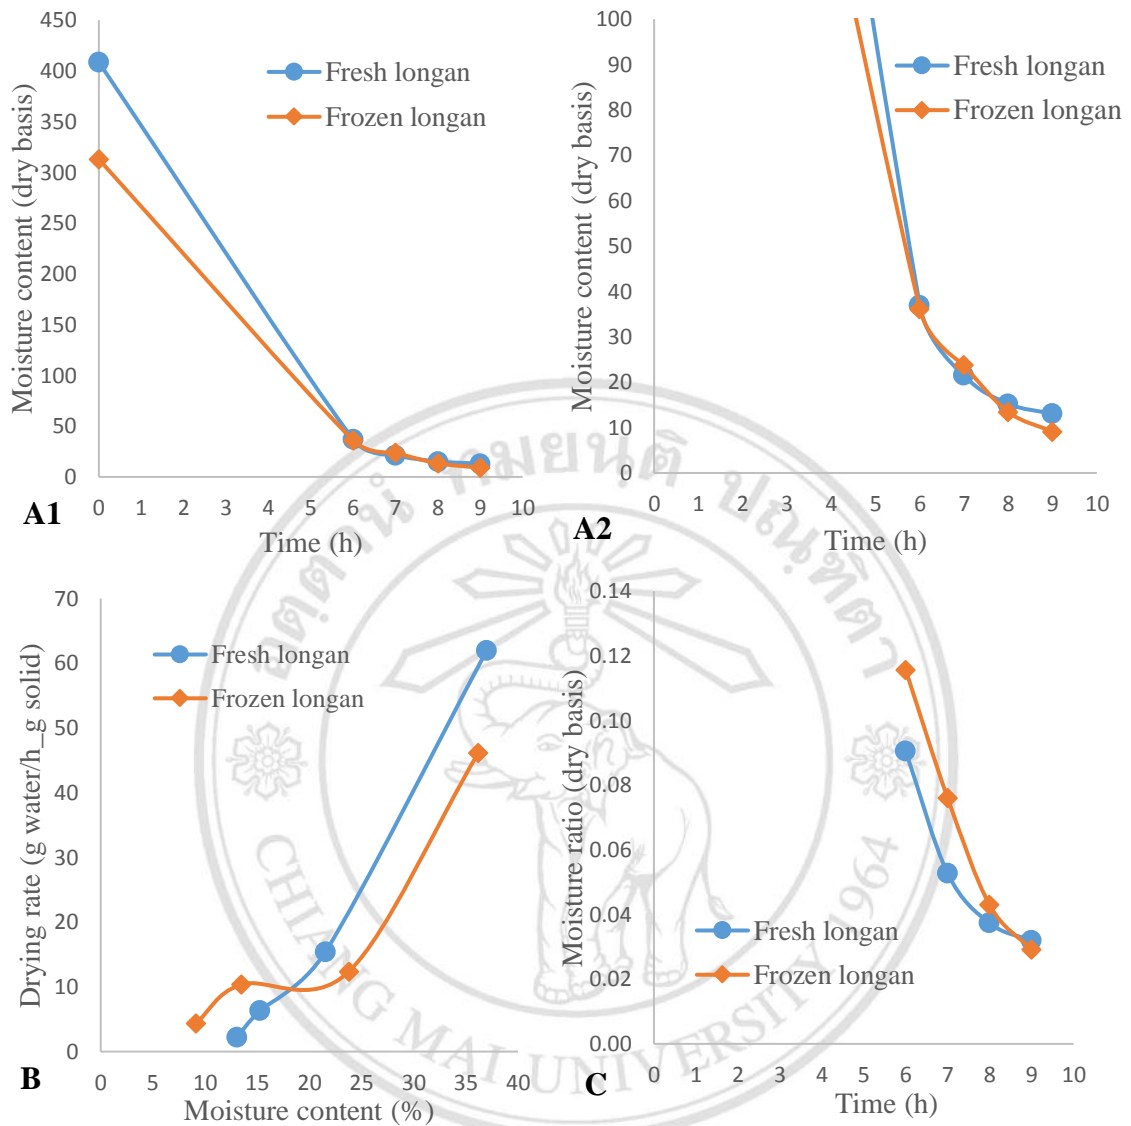 450
400
350
300
250
200
150
100
50
0
0 1 2 3 4 5 6 7 8 9 10
Moisture content (dry basis)
Time (h)
Fresh longan
Frozen longan
A1
100
90
80
70
60
50
40
30
20
10
0
0 1 2 3 4 5 6 7 8 9 10
Moisture content (dry basis)
Time (h)
Fresh longan
Frozen longan
A2
70
60
50
40
30
20
10
0
0 5 10 15 20 25 30 35 40
Drying rate (g water/h_g solid)
Moisture content (%)
Fresh longan
Frozen longan
B
0.14
0.12
0.10
0.08
0.06
0.04
0.02
0.00
0 1 2 3 4 5 6 7 8 9 10
Moisture ratio (dry basis)
Time (h)
Fresh longan
Frozen longan
C
CHIANG MAI UNIVERSITY 1964